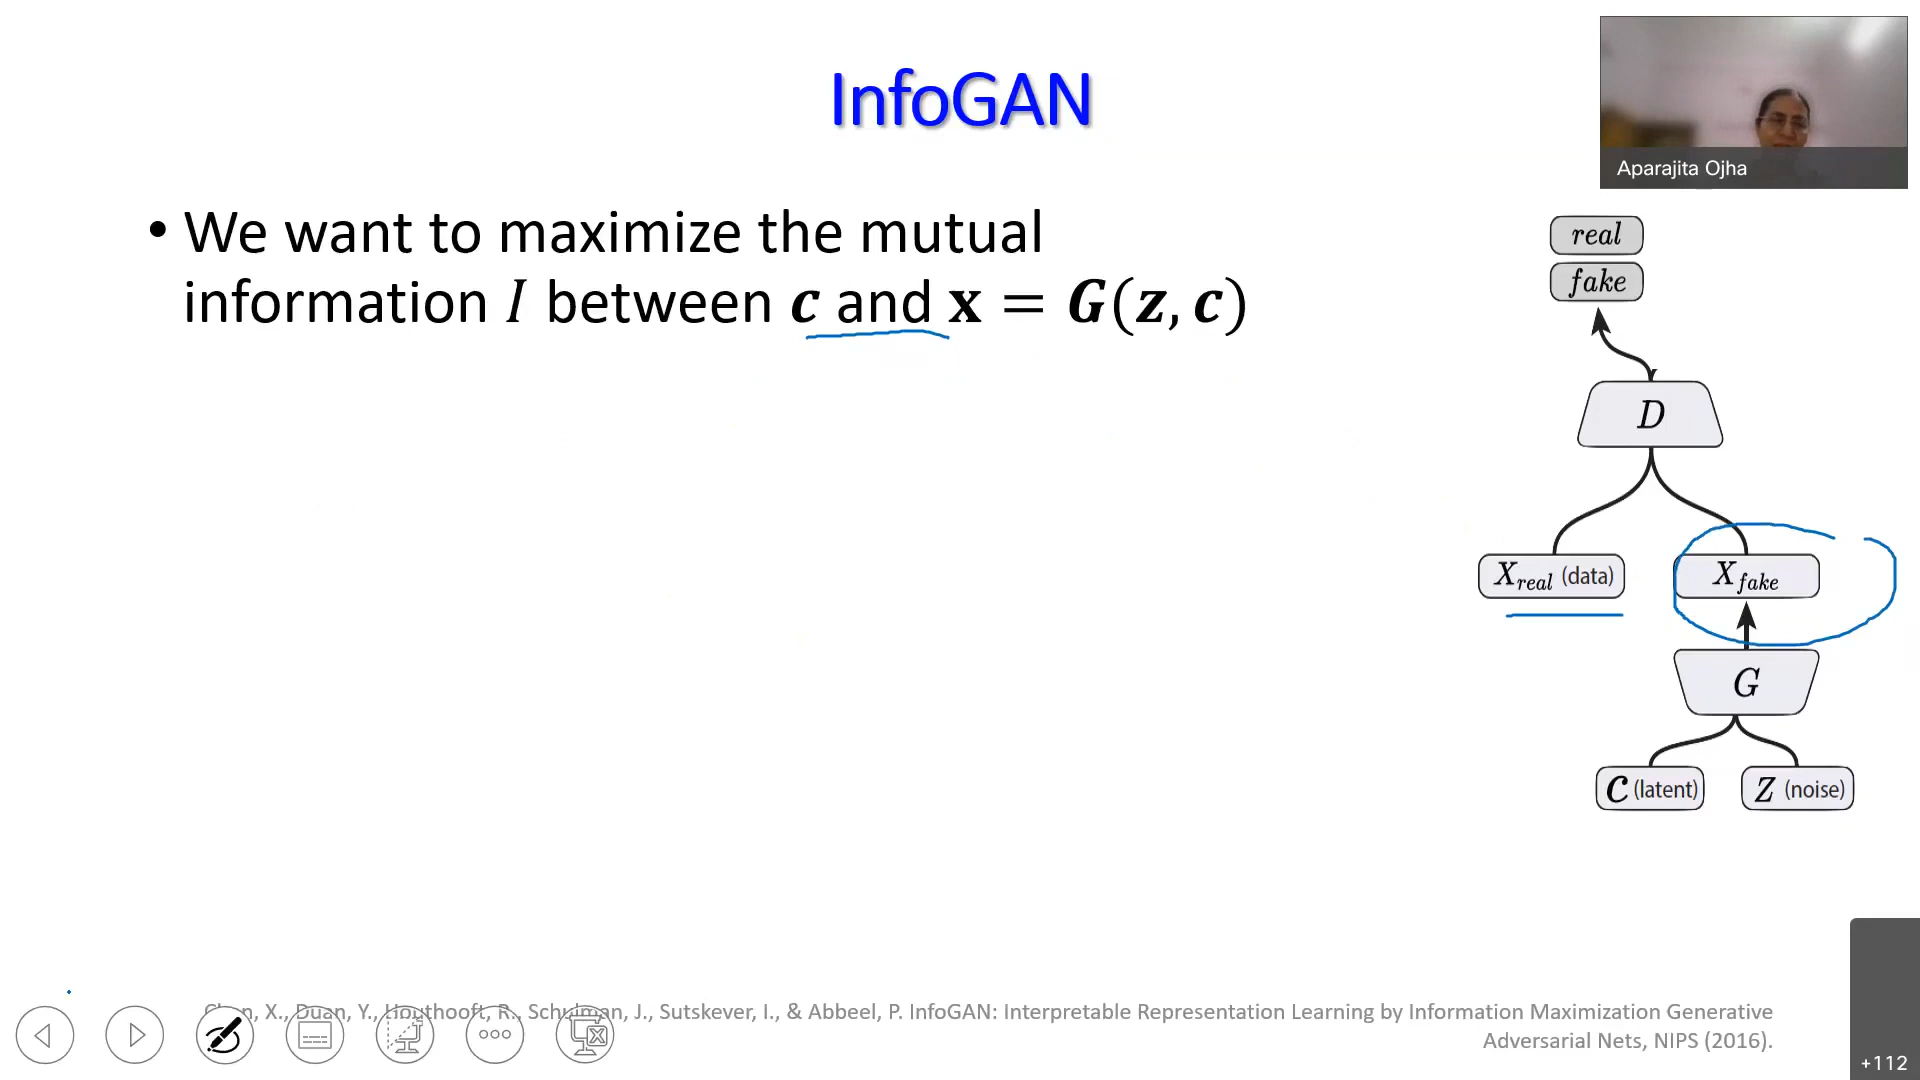 InfoGAN
Aparajita Ojha
• We want to maximize the mutual
information I between c and x = G(z, c)
real
fake
D
X_real (data)
X_fake
G
C (latent)
Z (noise)
Chen, X., Duan, Y., Houthooft, R., Schulman, J., Sutskever, I., & Abbeel, P. InfoGAN: Interpretable Representation Learning by Information Maximization Generative
Adversarial Nets, NIPS (2016).
+112